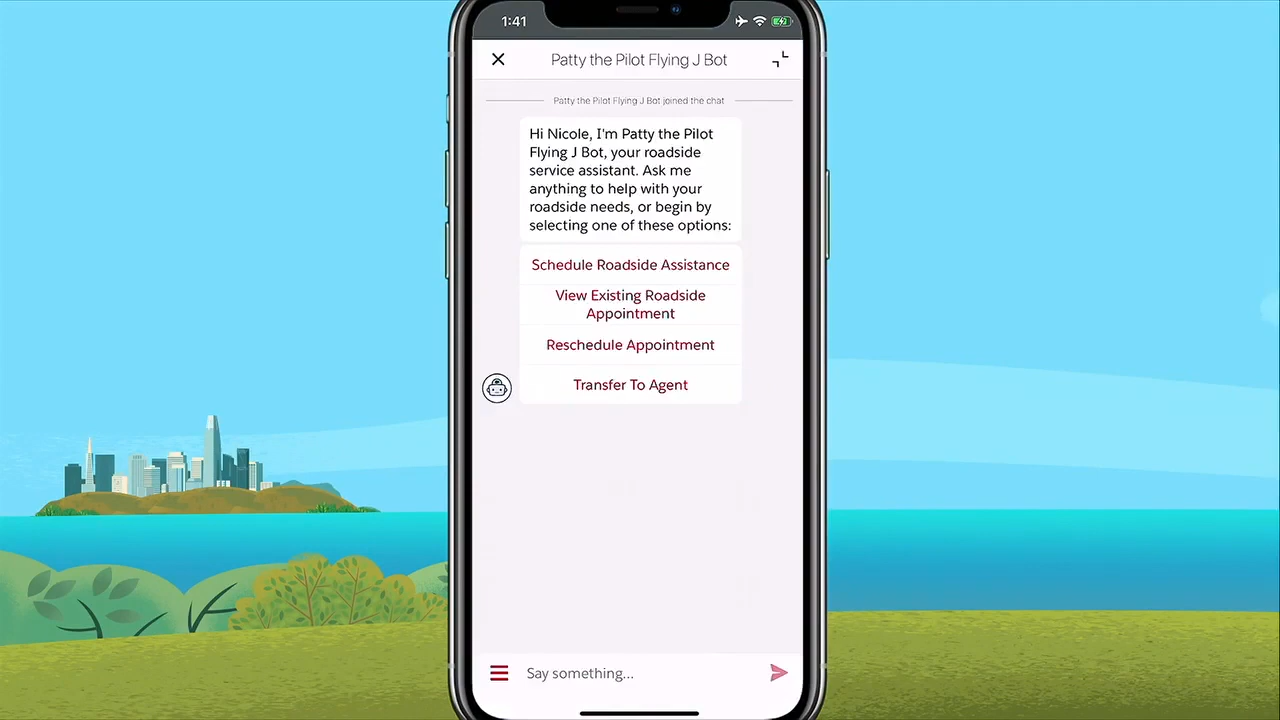 1:41
Patty the Pilot Flying J Bot
Patty the Pilot Flying J Bot joined the chat
Hi Nicole, I'm Patty the Pilot
Flying J Bot, your roadside
service assistant. Ask me
anything to help with your
roadside needs, or begin by
selecting one of these options:
Schedule Roadside Assistance
View Existing Roadside
Appointment
Reschedule Appointment
Transfer To Agent
Say something...